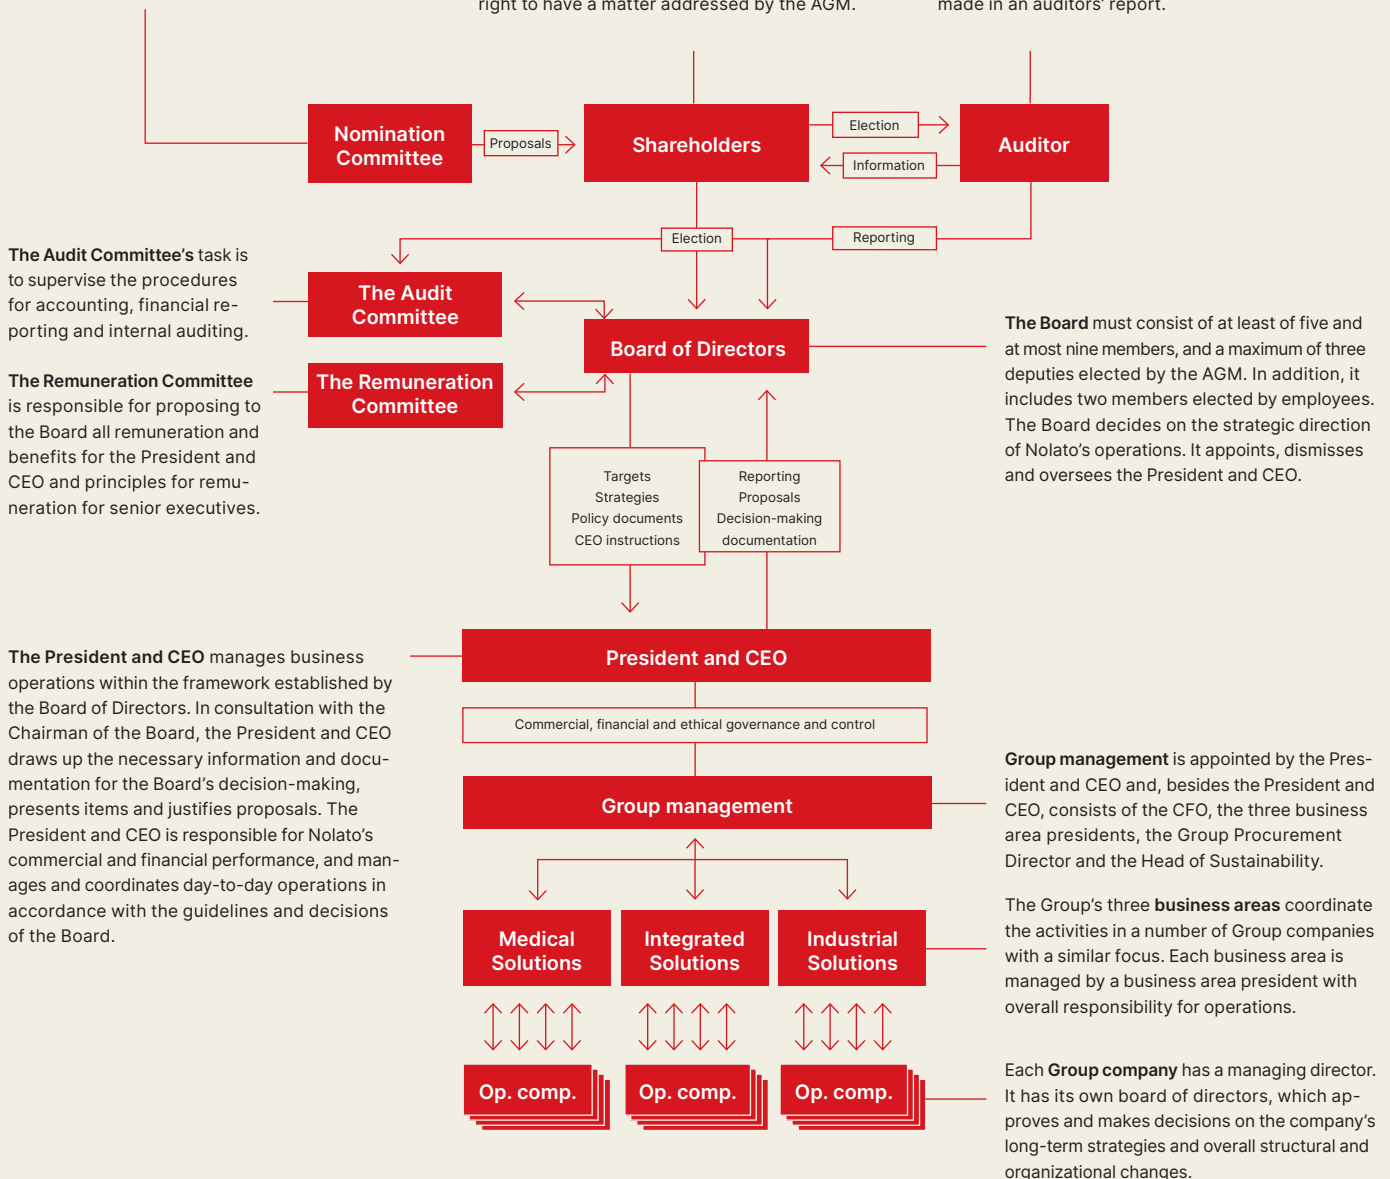 right to have a matter addressed by the AGM.
made in an auditors' report.
Nomination
Committee
Proposals
Shareholders
Election
Information
Auditor
Election
Reporting
The Audit Committee's task is
to supervise the procedures
for accounting, financial re-
porting and internal auditing.
The Audit
Committee
The Remuneration Committee
is responsible for proposing to
the Board all remuneration and
benefits for the President and
CEO and principles for remu-
neration for senior executives.
The Remuneration
Committee
Board of Directors
The Board must consist of at least of five and
at most nine members, and a maximum of three
deputies elected by the AGM. In addition, it
includes two members elected by employees.
The Board decides on the strategic direction
of Nolato's operations. It appoints, dismisses
and oversees the President and CEO.
Targets
Strategies
Policy documents
CEO instructions
Reporting
Proposals
Decision-making
documentation
The President and CEO manages business
operations within the framework established by
the Board of Directors. In consultation with the
Chairman of the Board, the President and CEO
draws up the necessary information and docu-
mentation for the Board's decision-making,
presents items and justifies proposals. The
President and CEO is responsible for Nolato's
commercial and financial performance, and man-
ages and coordinates day-to-day operations in
accordance with the guidelines and decisions
of the Board.
President and CEO
Commercial, financial and ethical governance and control
Group management
Group management is appointed by the Pres-
ident and CEO and, besides the President and
CEO, consists of the CFO, the three business
area presidents, the Group Procurement
Director and the Head of Sustainability.
Medical
Solutions
Integrated
Solutions
Industrial
Solutions
The Group's three business areas coordinate
the activities in a number of Group companies
with a similar focus. Each business area is
managed by a business area president with
overall responsibility for operations.
Op. comp.
Op. comp.
Op. comp.
Each Group company has a managing director.
It has its own board of directors, which ap-
proves and makes decisions on the company's
long-term strategies and overall structural and
organizational changes.